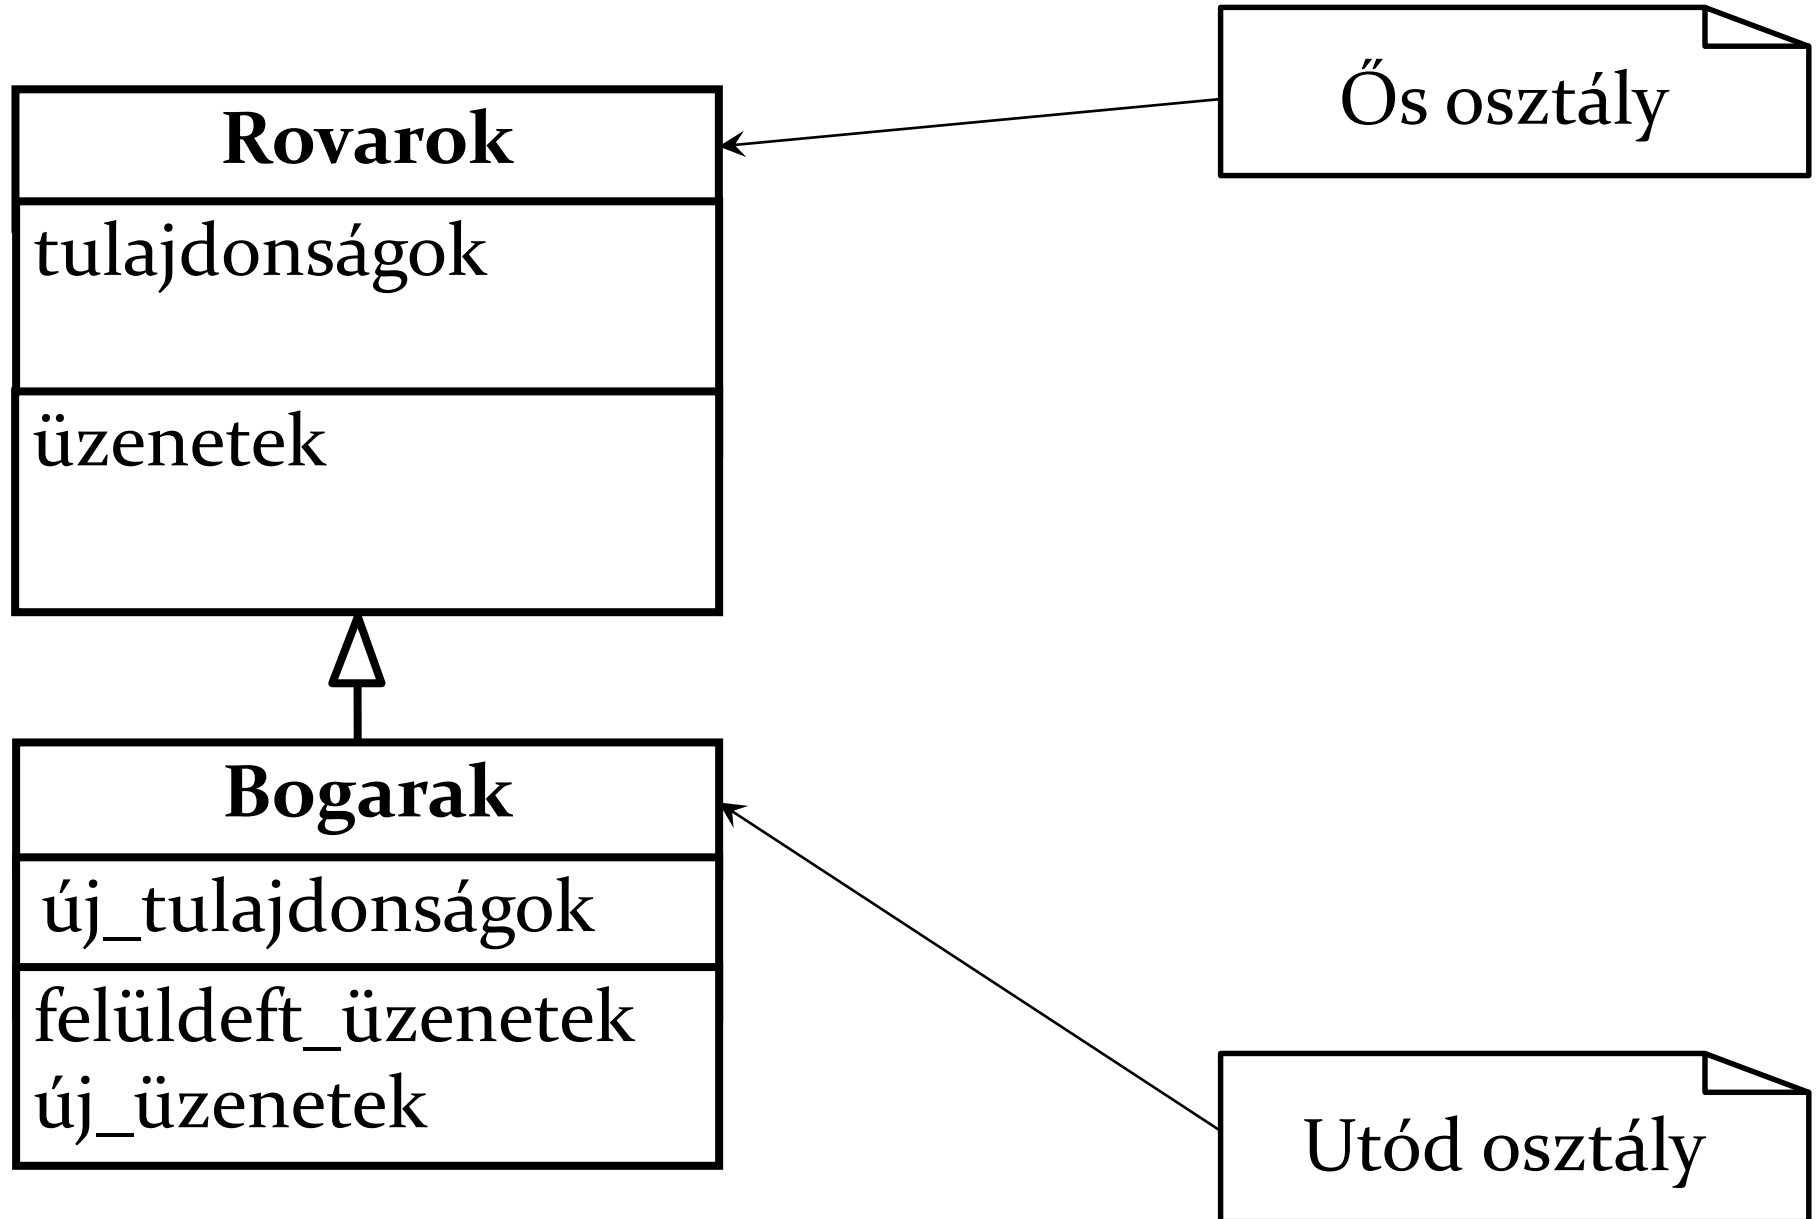 Ős osztály
Rovarok
tulajdonságok
üzenetek
Bogarak
új_tulajdonságok
felüldeft_üzenetek
új_üzenetek
Utód osztály